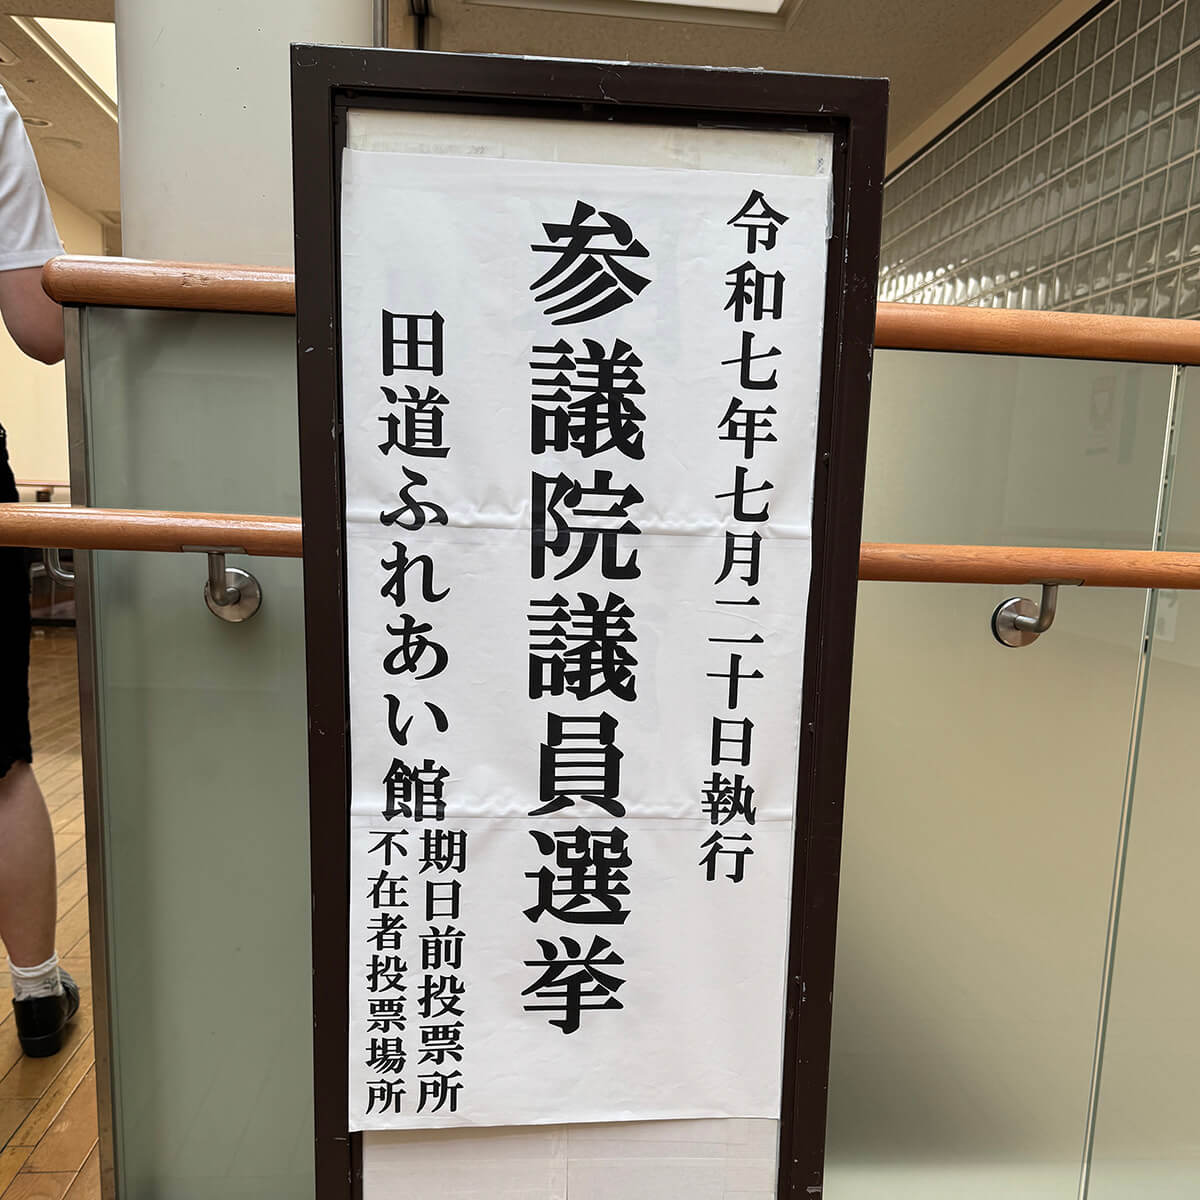 令和七年七月二十日執行
参議院議員選挙
田道ふれあい館
期日前投票所
不在者投票場所